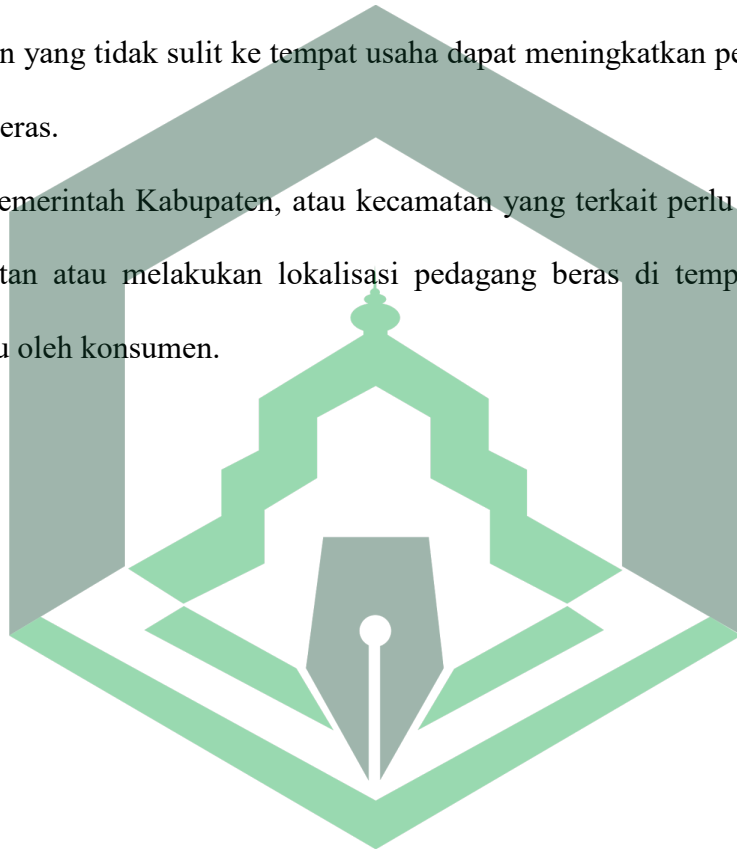 n yang tidak sulit ke tempat usaha dapat meningkatkan pe
eras.
emerintah Kabupaten, atau kecamatan yang terkait perlu
tan atau melakukan lokalisasi pedagang beras di temp
u oleh konsumen.